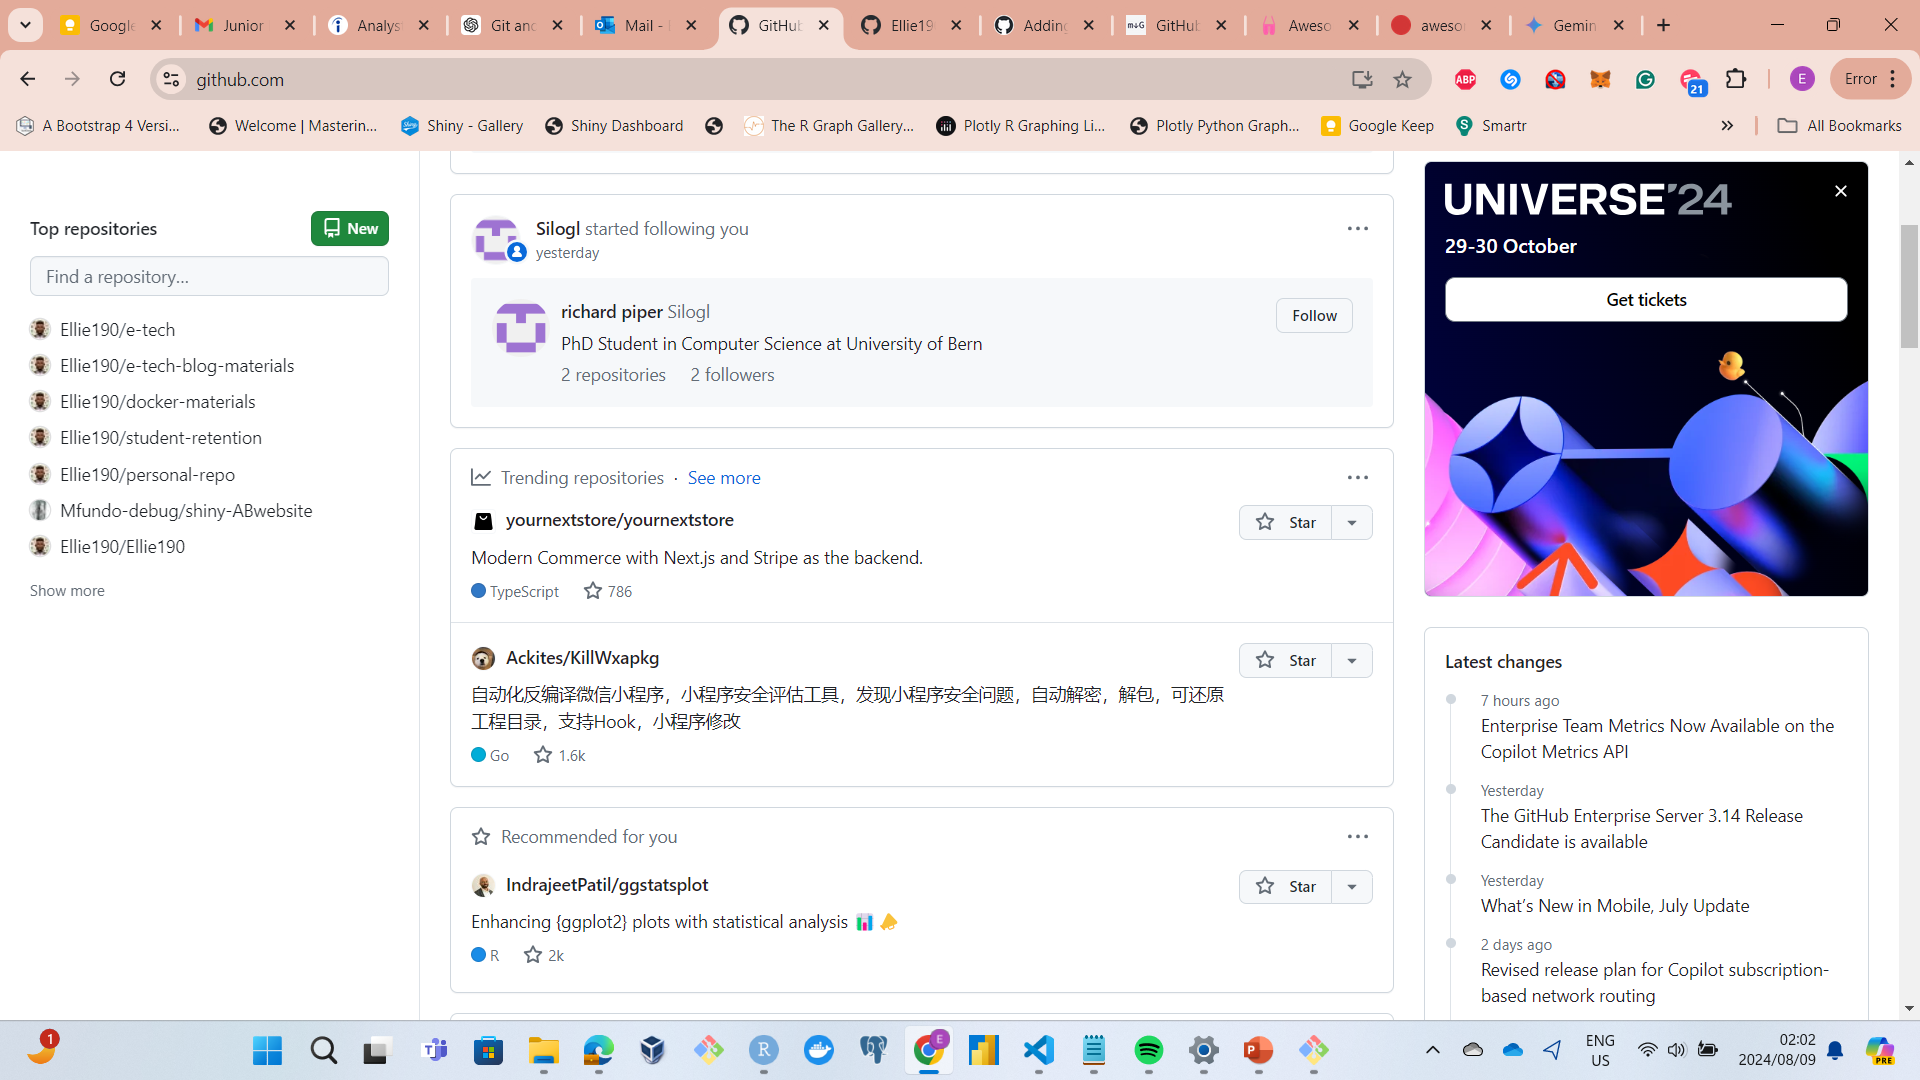 Google
Junior
Analys
Git and
Mail -
GitHub
Ellie19
Adding
GitHub
Aweso
aweso
Gemin
github.com
ABP
21
E
Error
A Bootstrap 4 Versi...
Welcome | Masterin...
Shiny - Gallery
Shiny Dashboard
The R Graph Gallery...
Plotly R Graphing Li...
Plotly Python Graph...
Google Keep
Smartr
All Bookmarks
Top repositories
New
Find a repository...
Ellie190/e-tech
Ellie190/e-tech-blog-materials
Ellie190/docker-materials
Ellie190/student-retention
Ellie190/personal-repo
Mfundo-debug/shiny-ABwebsite
Ellie190/Ellie190
Show more
Silogl started following you
yesterday
richard piper Silogl
Follow
PhD Student in Computer Science at University of Bern
2 repositories 2 followers
Trending repositories · See more
yournextstore/yournextstore
Star
Modern Commerce with Next.js and Stripe as the backend.
TypeScript 786
Ackites/KillWxapkg
Star
自动化反编译微信小程序，小程序安全评估工具，发现小程序安全问题，自动解密，解包，可还原
工程目录，支持Hook，小程序修改
Go 1.6k
Recommended for you
IndrajeetPatil/ggstatsplot
Star
Enhancing {ggplot2} plots with statistical analysis 📊 📣
R 2k
UNIVERSE'24
29-30 October
Get tickets
Latest changes
7 hours ago
Enterprise Team Metrics Now Available on the
Copilot Metrics API
Yesterday
The GitHub Enterprise Server 3.14 Release
Candidate is available
Yesterday
What's New in Mobile, July Update
2 days ago
Revised release plan for Copilot subscription-
based network routing
1
E
ENG
US
02:02
2024/08/09
PRE